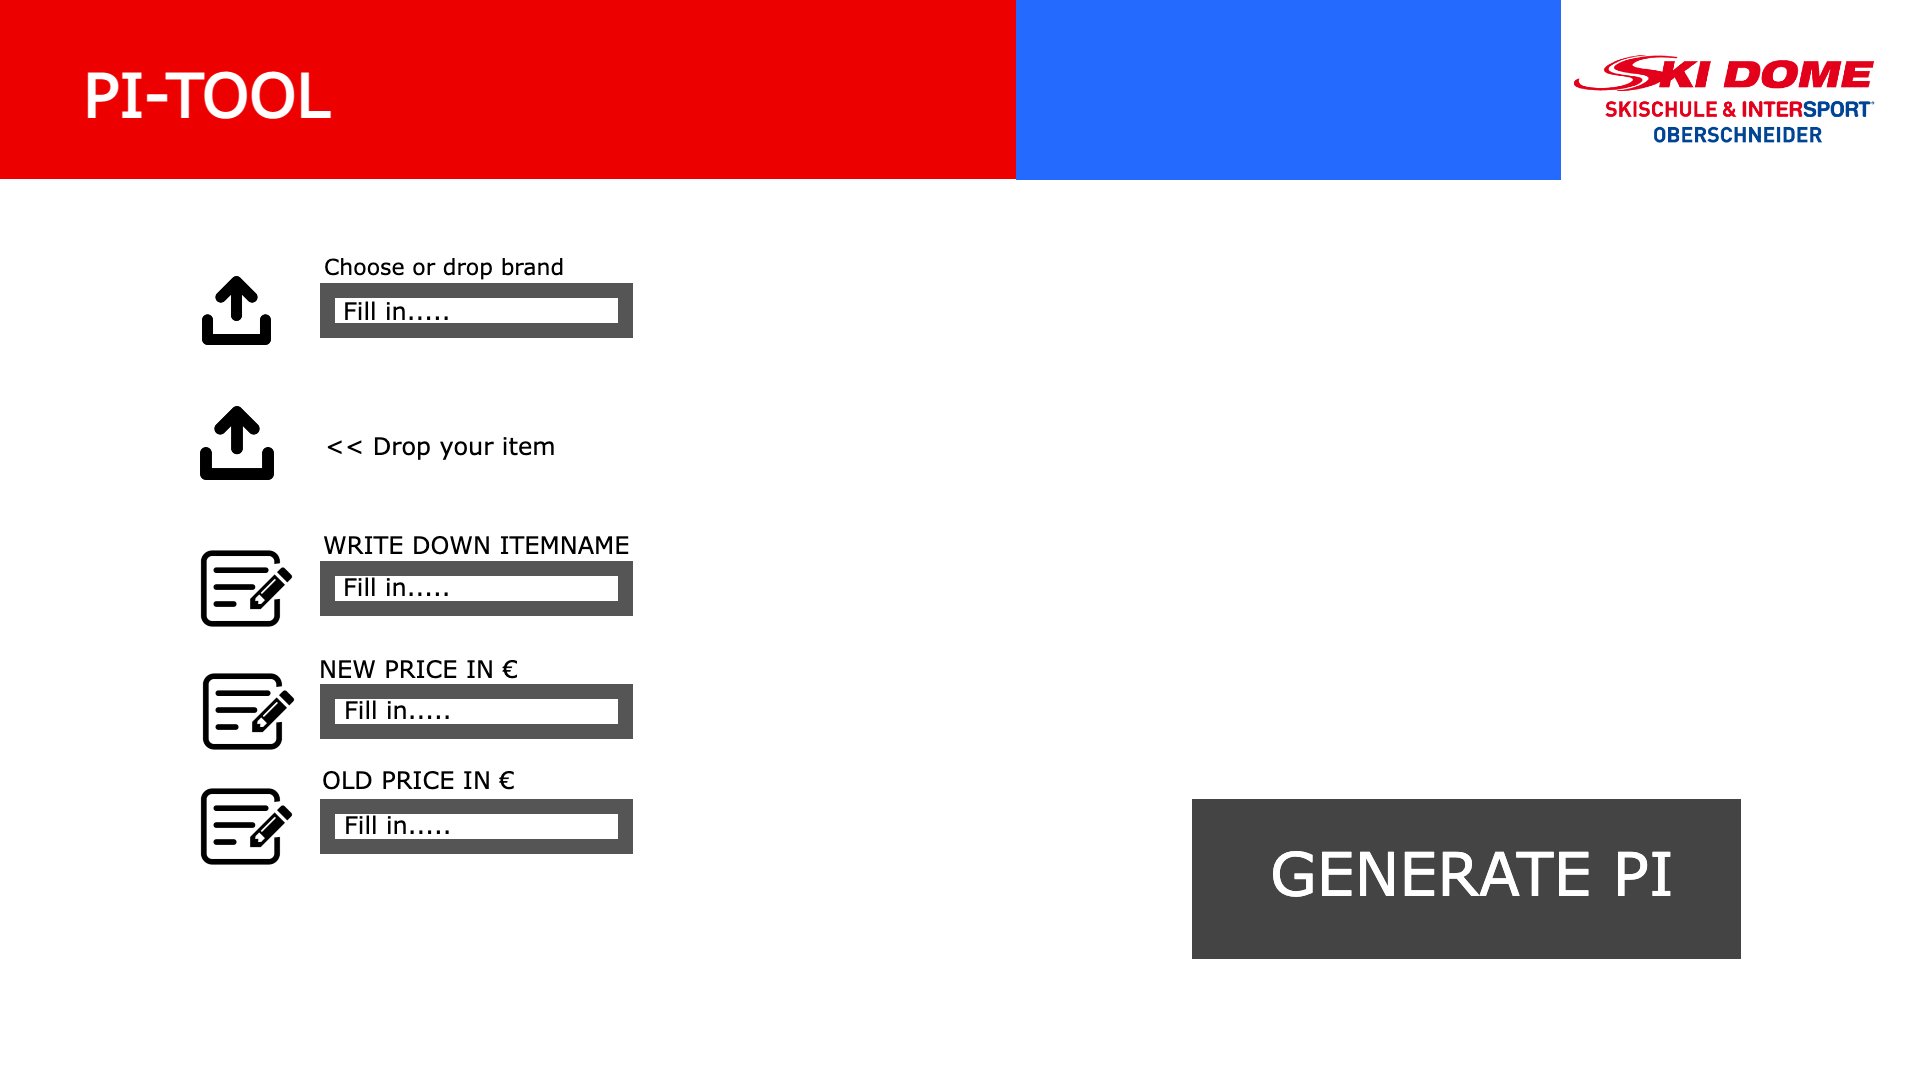 PI-TOOL
SKI DOME
SKISCHULE & INTERSPORT
OBERSCHNEIDER
Choose or drop brand
Fill in.....
<< Drop your item
WRITE DOWN ITEMNAME
Fill in.....
NEW PRICE IN €
Fill in.....
OLD PRICE IN €
Fill in.....
GENERATE PI